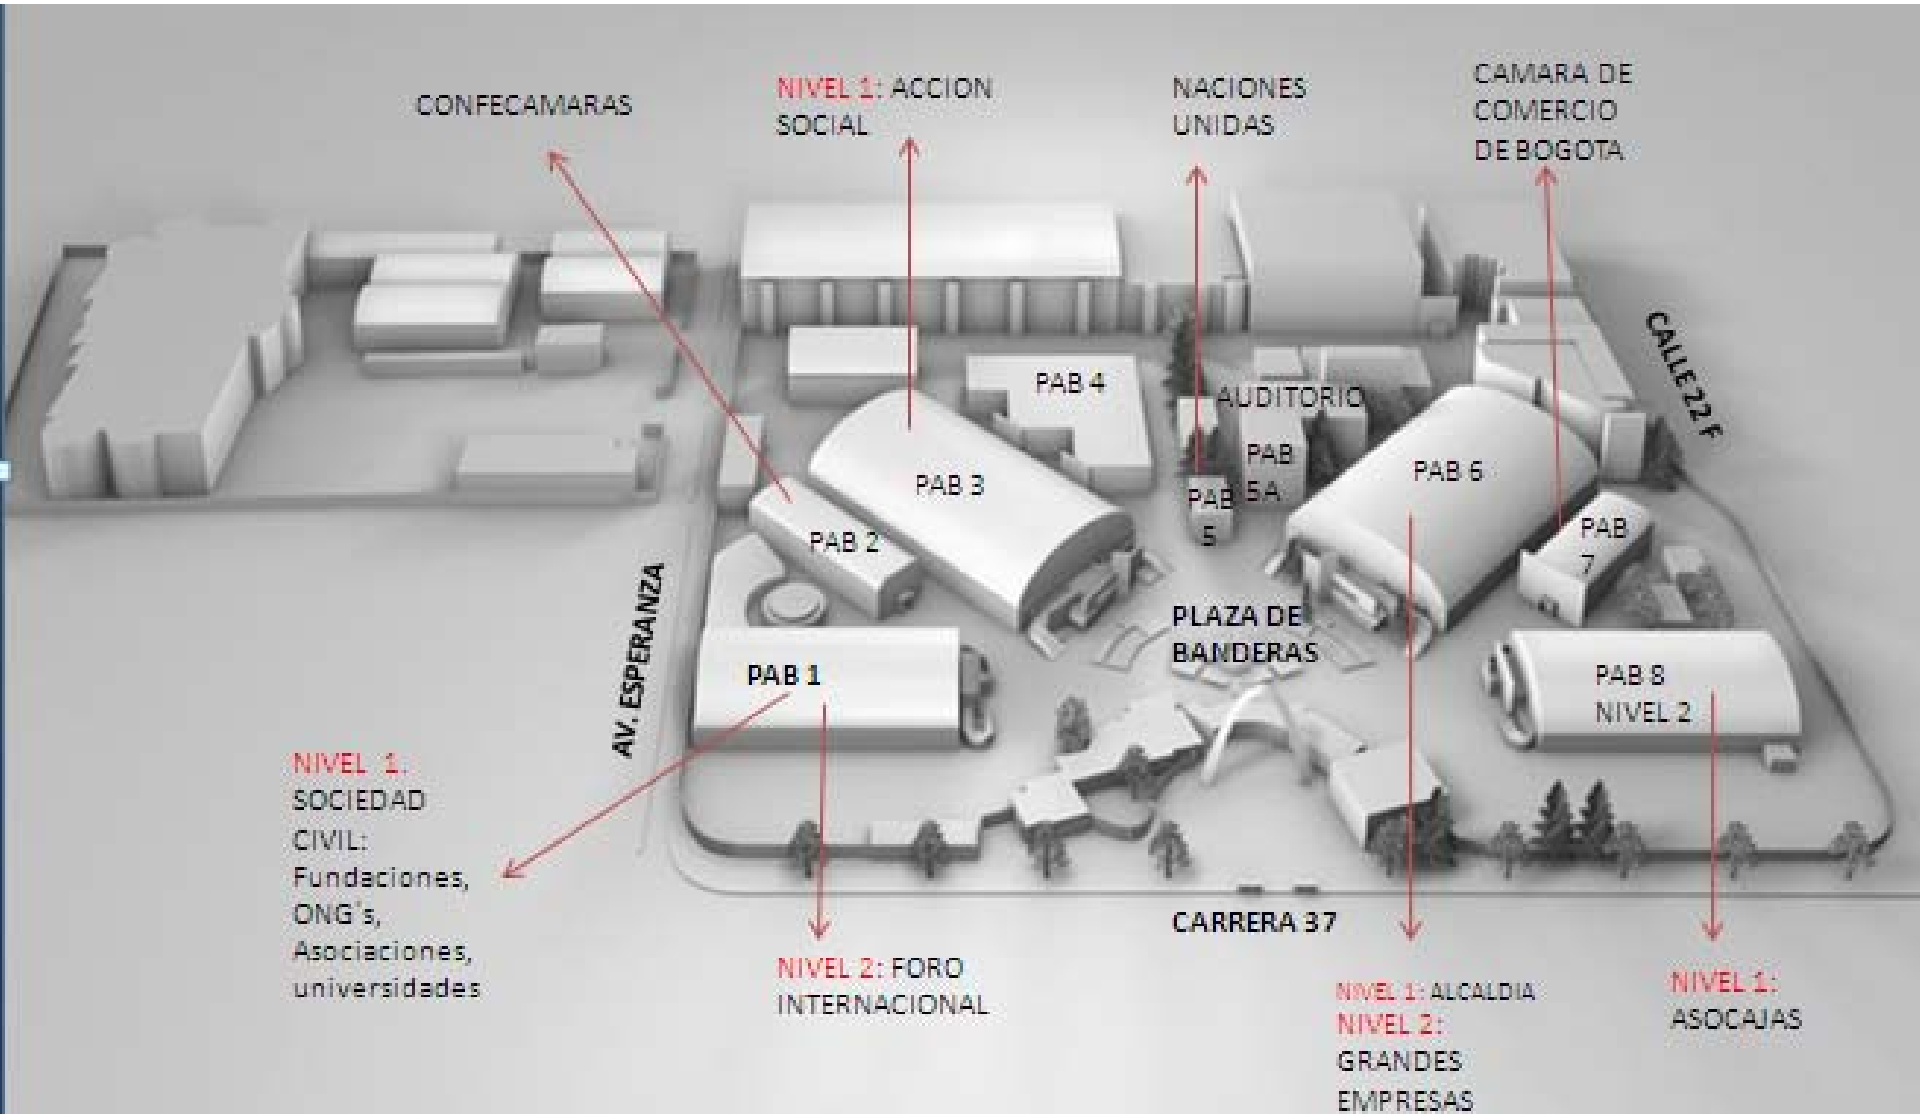 CONFECAMARAS
NIVEL 1: ACCION
SOCIAL
NACIONES
UNIDAS
CAMARA DE
COMERCIO
DE BOGOTA
CALLE 22 F
PAB 4
AUDITORIO
PAB
5A
PAB 6
PAB 3
PAB
5
PAB
7
PAB 2
AV. ESPERANZA
PLAZA DE
BANDERAS
PAB 1
PAB 8
NIVEL 2
NIVEL 1.
SOCIEDAD
CIVIL:
Fundaciones,
ONG´s,
Asociaciones,
universidades
CARRERA 37
NIVEL 2: FORO
INTERNACIONAL
NIVEL 1: ALCALDIA
NIVEL 2:
GRANDES
EMPRESAS
NIVEL 1:
ASOCAJAS